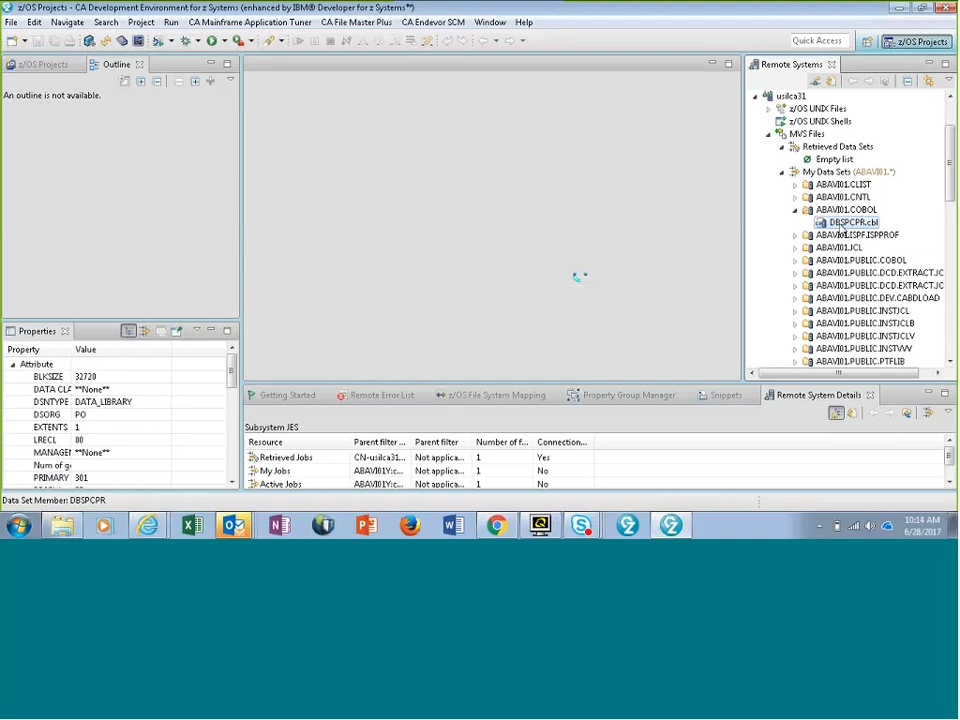 z/OS Projects - CA Development Environment for z Systems (enhanced by IBM® Developer for z Systems™)
File Edit Navigate Search Project Run CA Mainframe Application Tuner CA File Master Plus CA Endevor SCM Window Help
Quick Access z/OS Projects
z/OS Projects Outline
An outline is not available.
Remote Systems
usilca31
z/OS UNIX Files
z/OS UNIX Shells
MVS Files
Retrieved Data Sets
Empty list
My Data Sets (ABAVI01.*)
ABAVI01.CLIST
ABAVI01.CNTL
ABAVI01.COBOL
DBSPCPR.cbl
ABAVI01.ISPF.ISPPROF
ABAVI01.JCL
ABAVI01.PUBLIC.COBOL
ABAVI01.PUBLIC.DCD.EXTRACT.JC
ABAVI01.PUBLIC.DCD.EXTRACT.JC
ABAVI01.PUBLIC.DEV.CABDLOAD
ABAVI01.PUBLIC.INSTJCL
ABAVI01.PUBLIC.INSTJCLB
ABAVI01.PUBLIC.INSTJCLV
ABAVI01.PUBLIC.INSTVVV
ABAVI01.PUBLIC.PTFLIB
Properties
Property Value
Attribute
BLKSIZE 32720
DATA CLA **None**
DSNTYPE DATA_LIBRARY
DSORG PO
EXTENTS 1
LRECL 80
MANAGEM **None**
Num of g
PRIMARY 301
Getting Started Remote Error List z/OS File System Mapping Property Group Manager Snippets Remote System Details
Subsystem JES
Resource Parent filter ... Parent filter Number of f... Connection...
Retrieved Jobs CN-usilca31... Not applica... 1 Yes
My Jobs ABAVI01Y:c... Not applica... 1 No
Active Jobs ABAVI01Y:c... Not applica... 1 No
Data Set Member: DBSPCPR
10:14 AM
6/28/2017